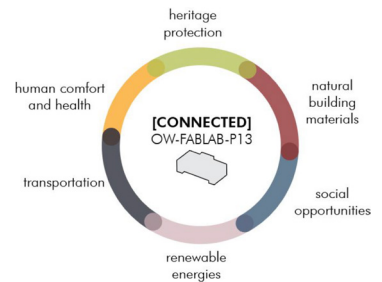 heritage
protection
human comfort
and health
natural
building
materials
[CONNECTED]
OW-FABLAB-P13
transportation
social
opportunities
renewable
energies